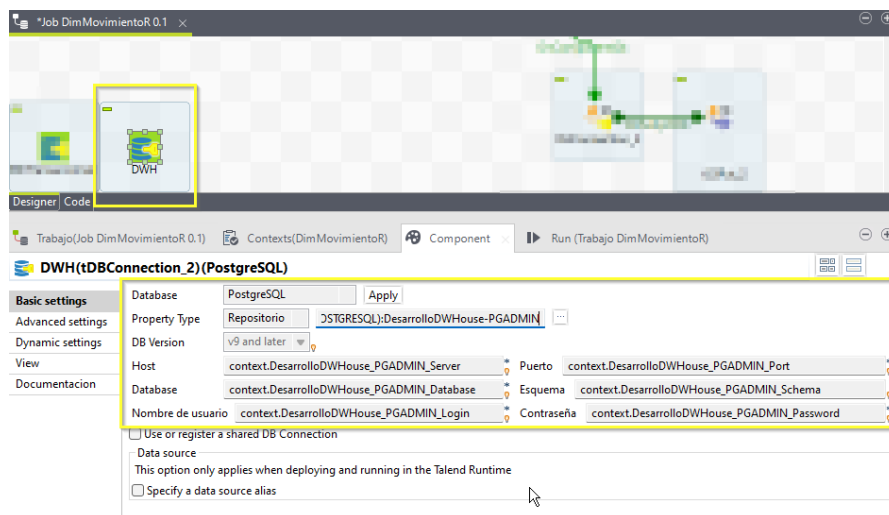 *Job DimMovimientoR 0.1
DWH
Designer Code
Trabajo(Job DimMovimientoR 0.1) Contexts(DimMovimientoR) Component Run (Trabajo DimMovimientoR)
DWH(tDBConnection_2)(PostgreSQL)
Basic settings
Advanced settings
Dynamic settings
View
Documentacion
Database PostgreSQL Apply
Property Type Repositorio OSTGRESQL):DesarrolloDWHouse-PGADMIN ...
DB Version v9 and later
Host context.DesarrolloDWHouse_PGADMIN_Server * Puerto context.DesarrolloDWHouse_PGADMIN_Port *
Database context.DesarrolloDWHouse_PGADMIN_Database * Esquema context.DesarrolloDWHouse_PGADMIN_Schema *
Nombre de usuario context.DesarrolloDWHouse_PGADMIN_Login * Contraseña context.DesarrolloDWHouse_PGADMIN_Password *
Use or register a shared DB Connection
Data source
This option only applies when deploying and running in the Talend Runtime
Specify a data source alias